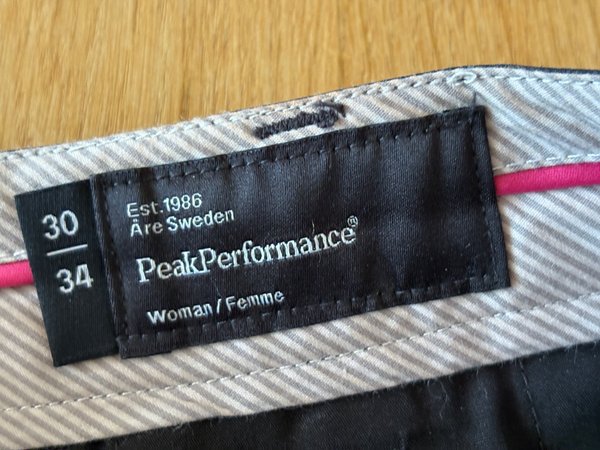 30
34
Est.1986
Åre Sweden
PeakPerformance®
Woman/Femme